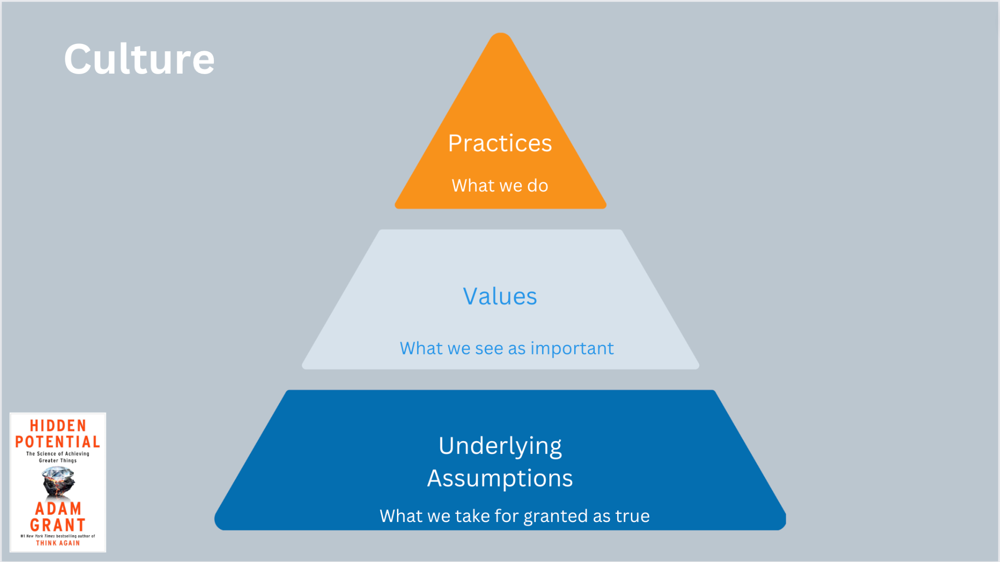 Culture
Practices
What we do
Values
What we see as important
Underlying
Assumptions
What we take for granted as true
HIDDEN
POTENTIAL
The Science of Achieving
Greater Things
ADAM
GRANT
#1 New York Times bestselling author of
THINK AGAIN